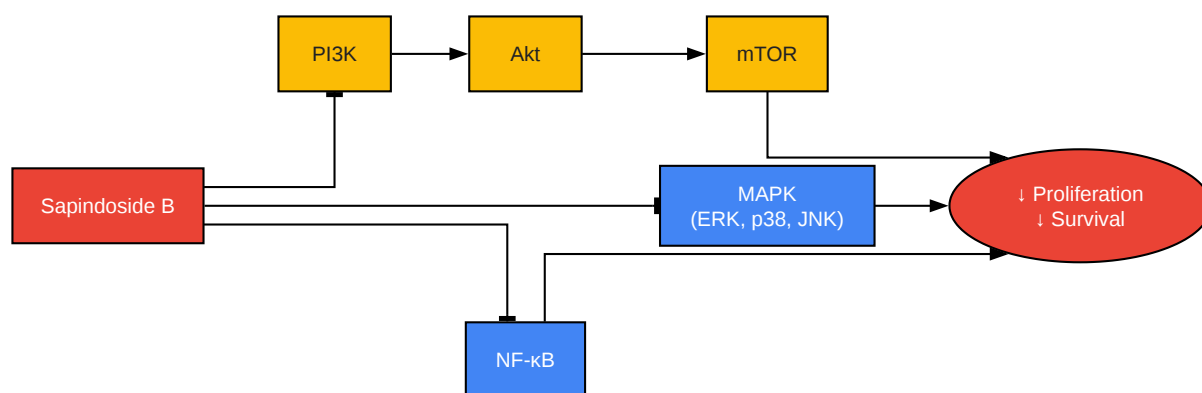 PI3K
Akt
mTOR
Sapindoside B
MAPK
(ERK, p38, JNK)
↓ Proliferation
↓ Survival
NF-κB